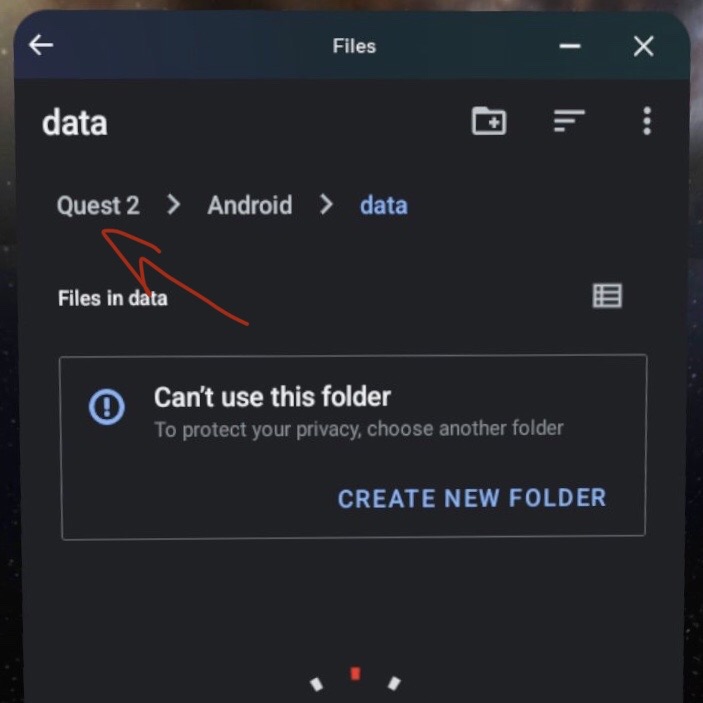 Files
data
Quest 2 > Android > data
Files in data
Can't use this folder
To protect your privacy, choose another folder
CREATE NEW FOLDER